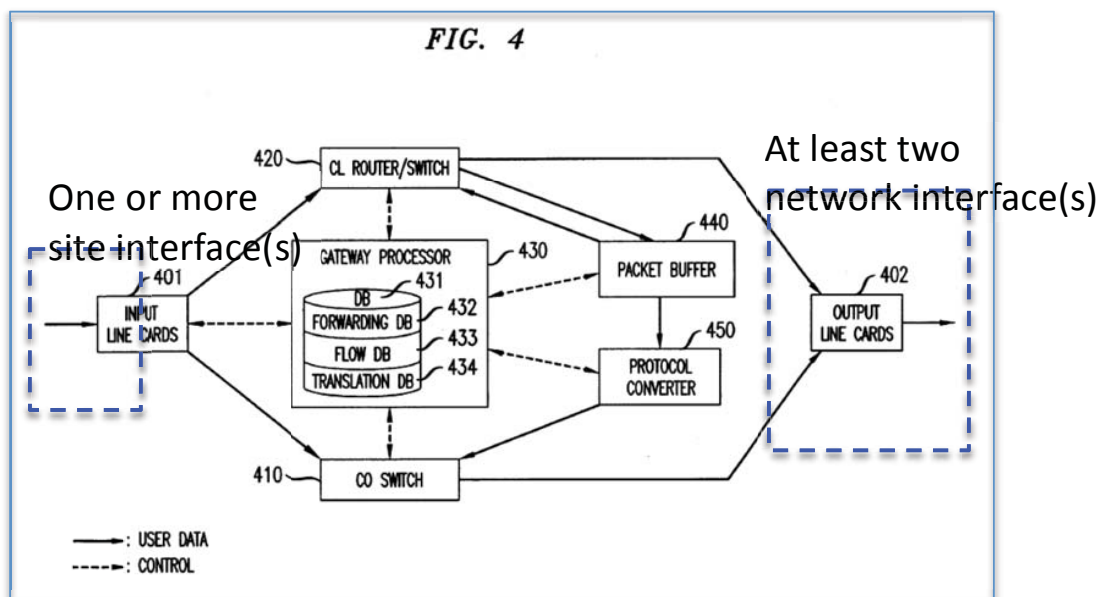 FIG. 4
420
CL ROUTER/SWITCH
At least two
network interface(s)
One or more
site interface(s)
401
INPUT
LINE CARDS
GATEWAY PROCESSOR
430
DB
431
FORWARDING DB
432
FLOW DB
433
TRANSLATION DB
434
440
PACKET BUFFER
450
PROTOCOL
CONVERTER
402
OUTPUT
LINE CARDS
410
CO SWITCH
: USER DATA
: CONTROL